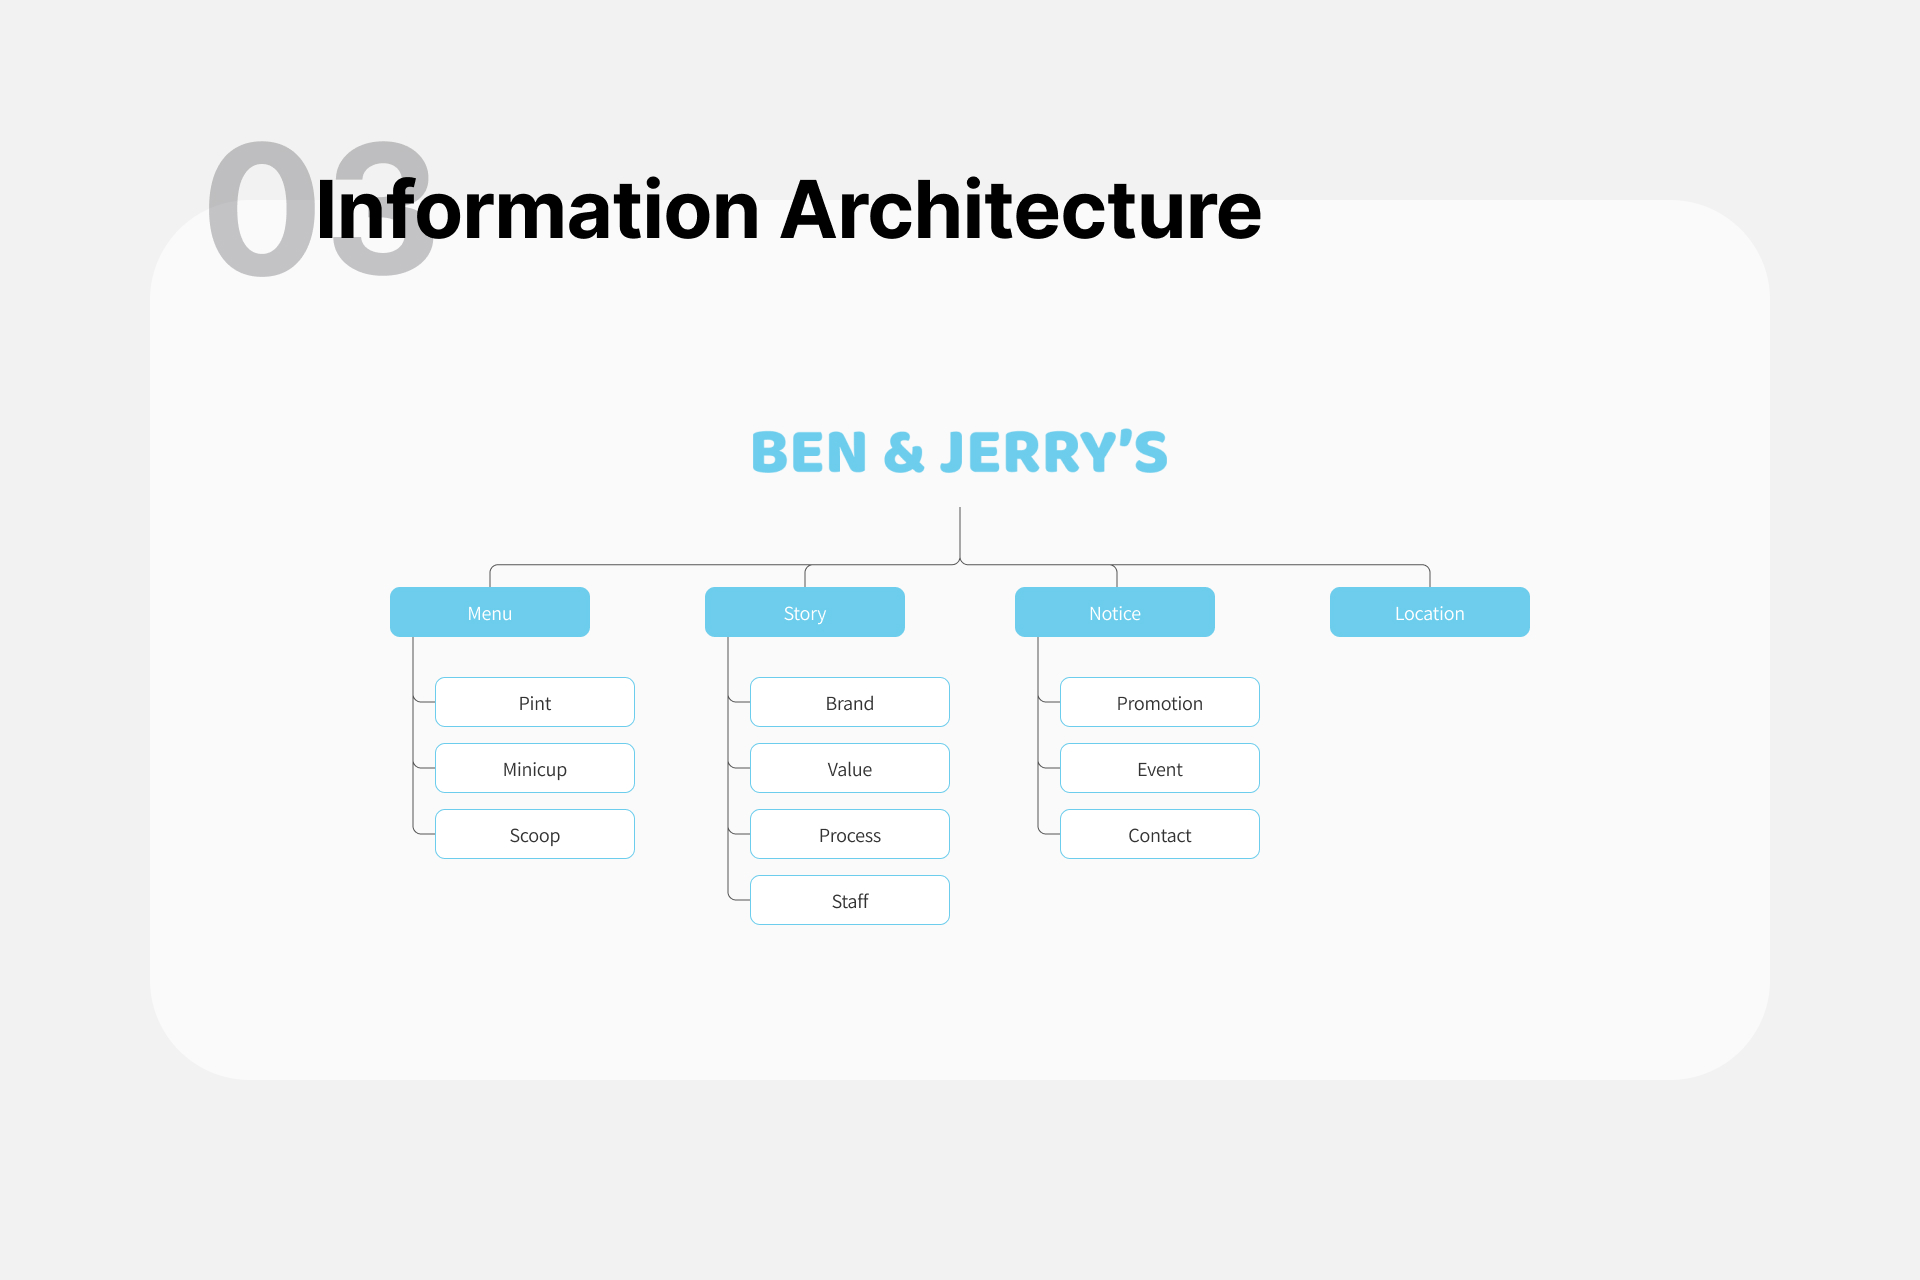 03
Information Architecture
BEN & JERRY’S
Menu
Story
Notice
Location
Pint
Brand
Promotion
Minicup
Value
Event
Scoop
Process
Contact
Staff